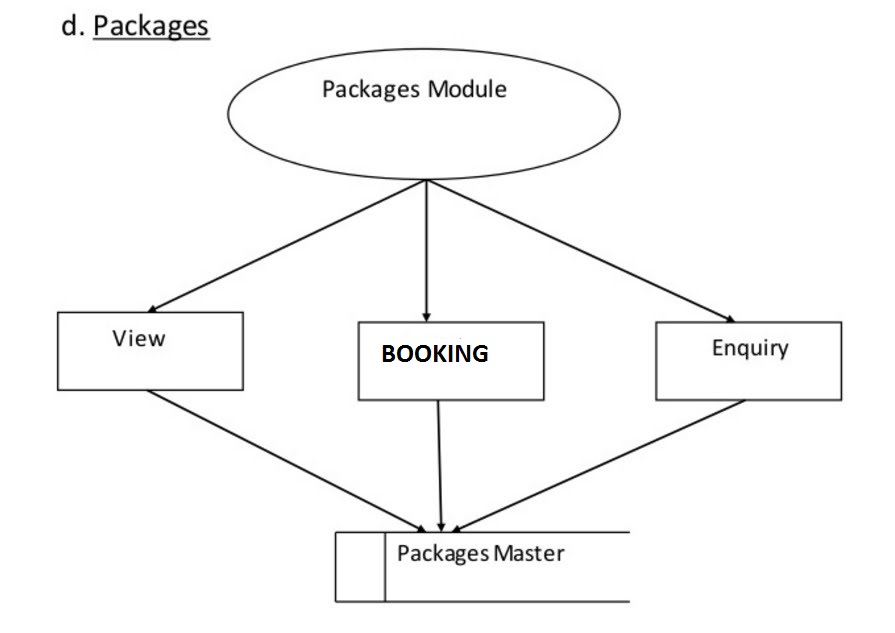 d. Packages
Packages Module
View
BOOKING
Enquiry
Packages Master